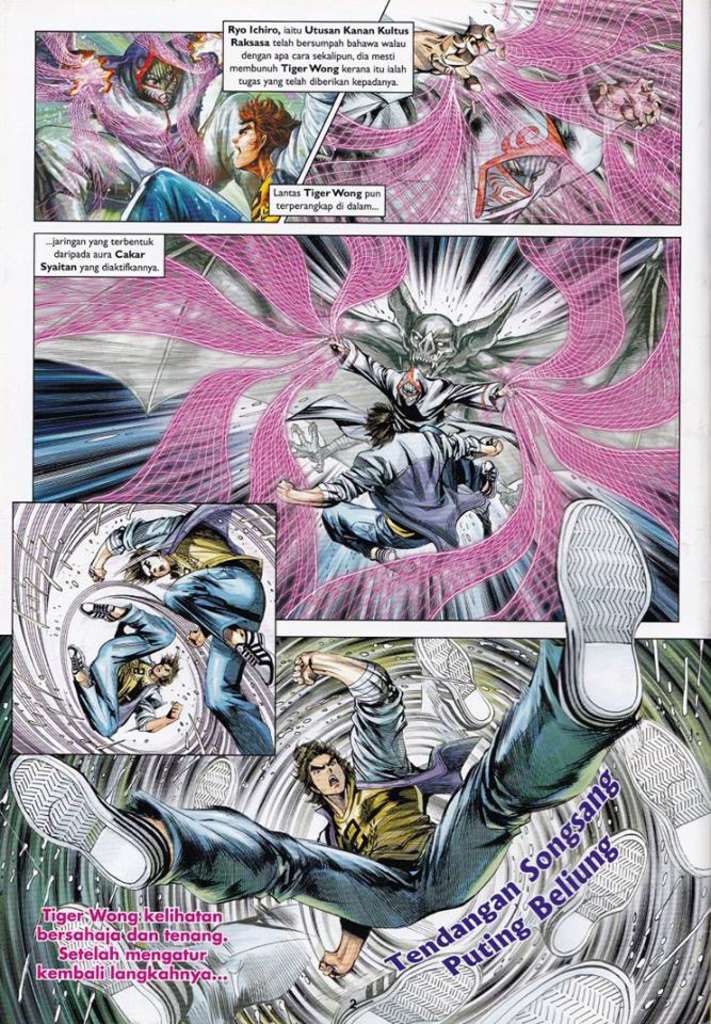 Ryo Ichiro, iaitu Utusan Kanan Kultus
Raksasa telah bersumpah bahawa walau
dengan apa cara sekalipun, dia mesti
membunuh Tiger Wong kerana itu ialah
tugas yang telah diberikan kepadanya.
Lantas Tiger Wong pun
terperangkap di dalam...
...jaringan yang terbentuk
daripada aura Cakar
Syaitan yang diaktifkannya.
Tendangan Songsang
Puting Beliung
Tiger Wong kelihatan
bersahaja dan tenang.
Setelah mengatur
kembali langkahnya...
2